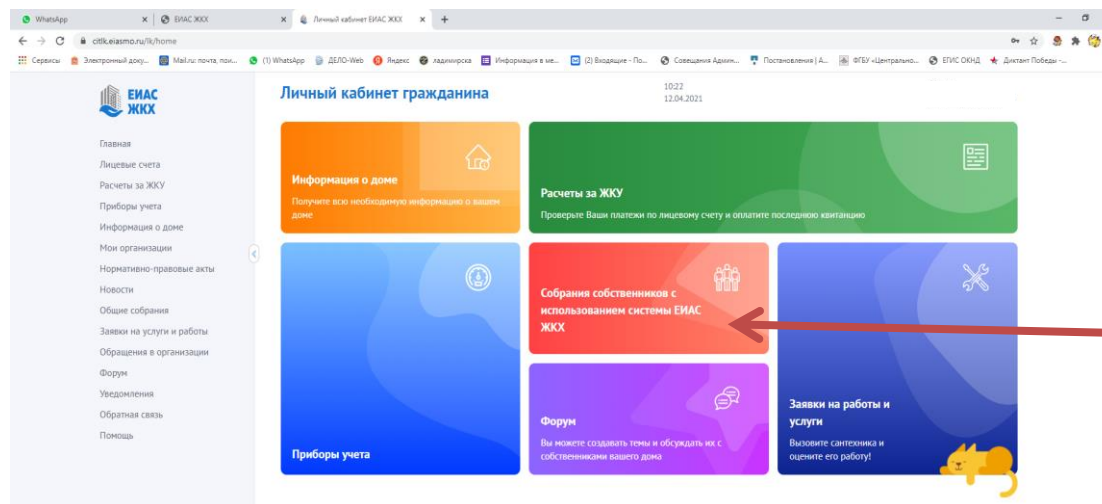 WhatsApp
ЕИАС ЖКХ
Личный кабинет ЕИАС ЖКХ
citlk.eiasmo.ru/lk/home
Сервисы
Электронный доку...
Mail.ru: почта, пои...
(1) WhatsApp
ДЕЛО-Web
Яндекс
ладимирска
Информация о ме...
(2) Входящие - По...
Совещания Админ...
Постановления | А...
ФГБУ «Центрально...
ЕГИС ОКНД
Диктант Победы -...
ЕИАС
ЖКХ
Главная
Лицевые счета
Расчеты за ЖКУ
Приборы учета
Информация о доме
Мои организации
Нормативно-правовые акты
Новости
Общие собрания
Заявки на услуги и работы
Обращения в организации
Форум
Уведомления
Обратная связь
Помощь
Личный кабинет гражданина
10:22
12.04.2021
Информация о доме
Получите всю необходимую информацию о вашем
доме
Расчеты за ЖКУ
Проверьте Ваши платежи по лицевому счету и оплатите последнюю квитанцию
Приборы учета
Собрания собственников с
использованием системы ЕИАС
ЖКХ
Форум
Вы можете создавать темы и обсуждать их с
собственниками вашего дома
Заявки на работы и
услуги
Вызовите сантехника и
оцените его работу!